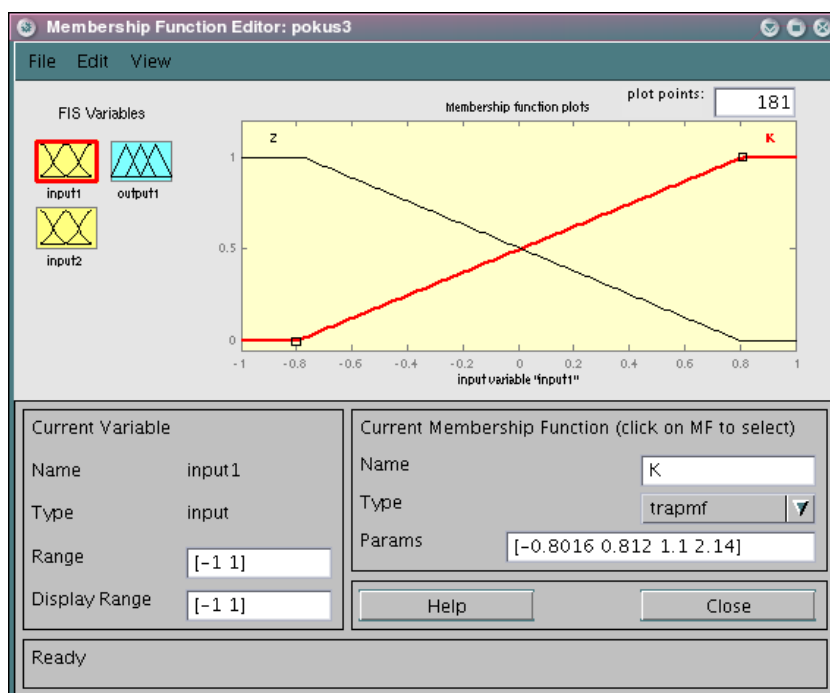 Membership Function Editor: pokus3
File Edit View
FIS Variables
input1
output1
input2
plot points: 181
Membership function plots
Z
K
1
0.5
0
-1 -0.8 -0.6 -0.4 -0.2 0 0.2 0.4 0.6 0.8 1
input variable "input1"
Current Variable
Name input1
Type input
Range [-1 1]
Display Range [-1 1]
Current Membership Function (click on MF to select)
Name K
Type trapmf
Params [-0.8016 0.812 1.1 2.14]
Help Close
Ready